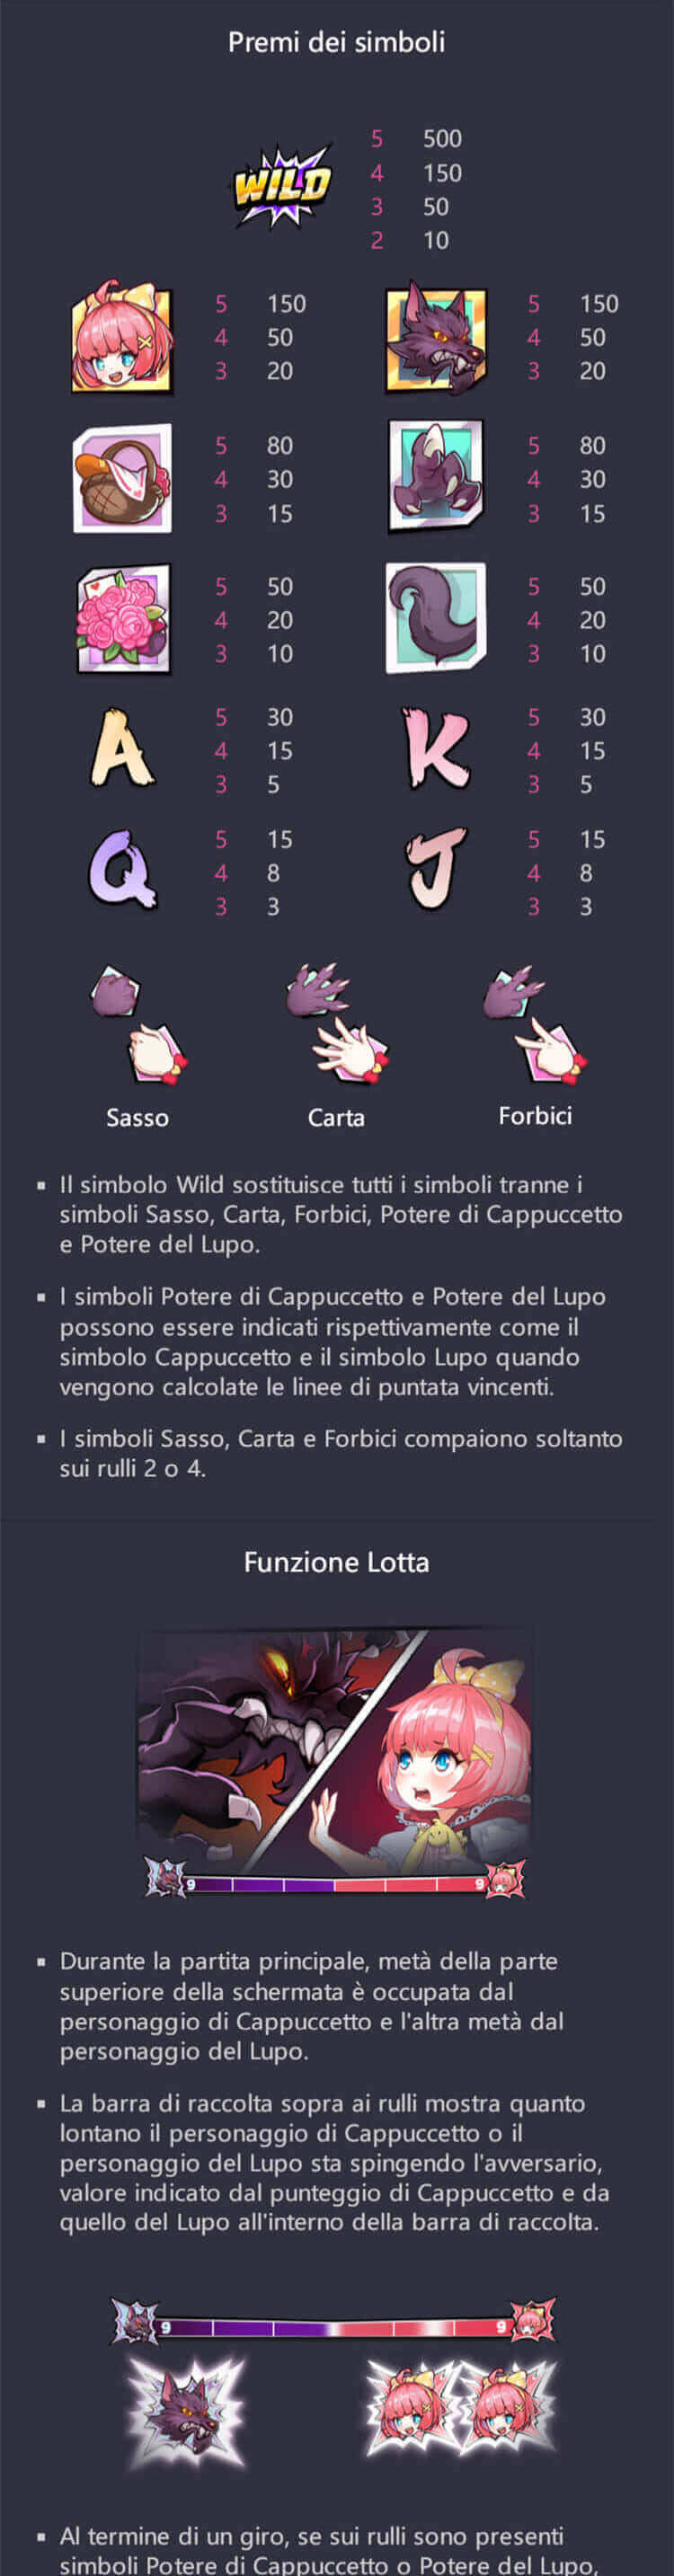 Premi dei simboli
5 500
WILD
4 150
3 50
2 10
5 150 5 150
4 50 4 50
3 20 3 20
5 80 5 80
4 30 4 30
3 15 3 15
5 50 5 50
4 20 4 20
3 10 3 10
A K
5 30 5 30
4 15 4 15
3 5 3 5
Q J
5 15 5 15
4 8 4 8
3 3 3 3
Sasso Carta Forbici
▪ Il simbolo Wild sostituisce tutti i simboli tranne i
simboli Sasso, Carta, Forbici, Potere di Cappuccetto
e Potere del Lupo.
▪ I simboli Potere di Cappuccetto e Potere del Lupo
possono essere indicati rispettivamente come il
simbolo Cappuccetto e il simbolo Lupo quando
vengono calcolate le linee di puntata vincenti.
▪ I simboli Sasso, Carta e Forbici compaiono soltanto
sui rulli 2 o 4.
Funzione Lotta
9 9
▪ Durante la partita principale, metà della parte
superiore della schermata è occupata dal
personaggio di Cappuccetto e l'altra metà dal
personaggio del Lupo.
▪ La barra di raccolta sopra ai rulli mostra quanto
lontano il personaggio di Cappuccetto o il
personaggio del Lupo sta spingendo l'avversario,
valore indicato dal punteggio di Cappuccetto e da
quello del Lupo all'interno della barra di raccolta.
9 9
▪ Al termine di un giro, se sui rulli sono presenti
simboli Potere di Cappuccetto o Potere del Lupo,